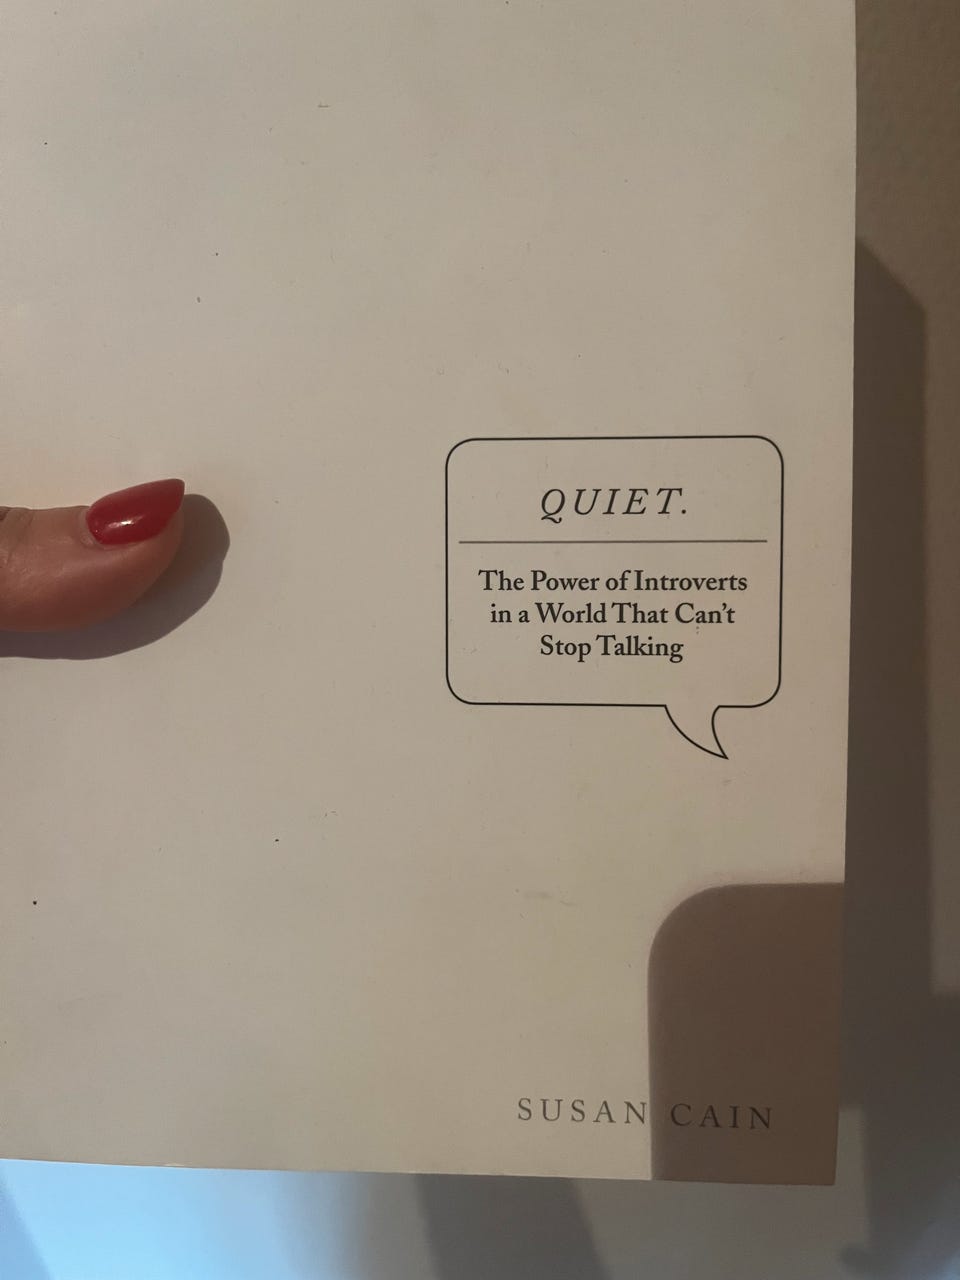 QUIET.
The Power of Introverts
in a World That Can't
Stop Talking
SUSAN CAIN